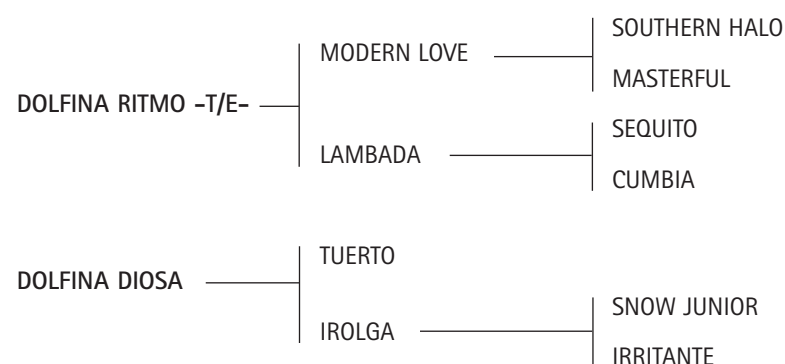 SOUTHERN HALO
MODERN LOVE
MASTERFUL
DOLFINA RITMO -T/E-
SEQUITO
LAMBADA
CUMBIA
TUERTO
DOLFINA DIOSA
SNOW JUNIOR
IROLGA
IRRITANTE